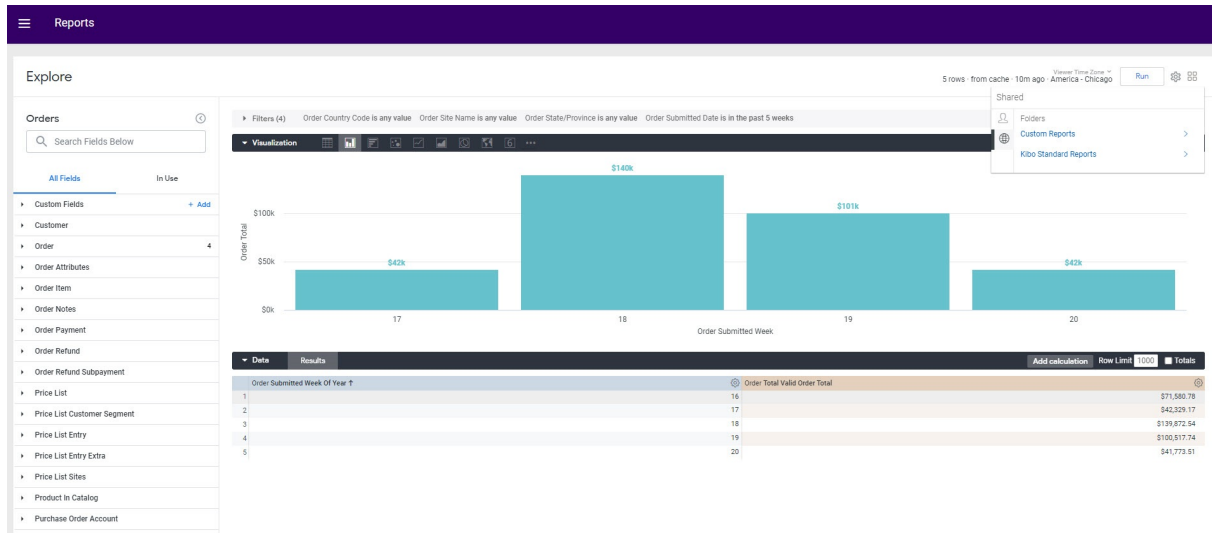 Reports
Explore
5 rows · from cache · 10m ago · Viewer Time Zone America - Chicago Run
Shared
Folders
Custom Reports
Kibo Standard Reports
Orders
Search Fields Below
All Fields In Use
Custom Fields + Add
Customer
Order 4
Order Attributes
Order Item
Order Notes
Order Payment
Order Refund
Order Refund Subpayment
Price List
Price List Customer Segment
Price List Entry
Price List Entry Extra
Price List Sites
Product In Catalog
Purchase Order Account
Filters (4) Order Country Code is any value Order Site Name is any value Order State/Province is any value Order Submitted Date is in the past 5 weeks
Visualization 6
$140k
$101k
$42k
$42k
Order Total
$100k
$50k
$0k
17 18 19 20
Order Submitted Week
Data Results Add calculation Row Limit 1000 Totals
Order Submitted Week Of Year ↑ Order Total Valid Order Total
1 16 $71,580.78
2 17 $42,329.17
3 18 $139,872.54
4 19 $100,517.74
5 20 $41,773.51